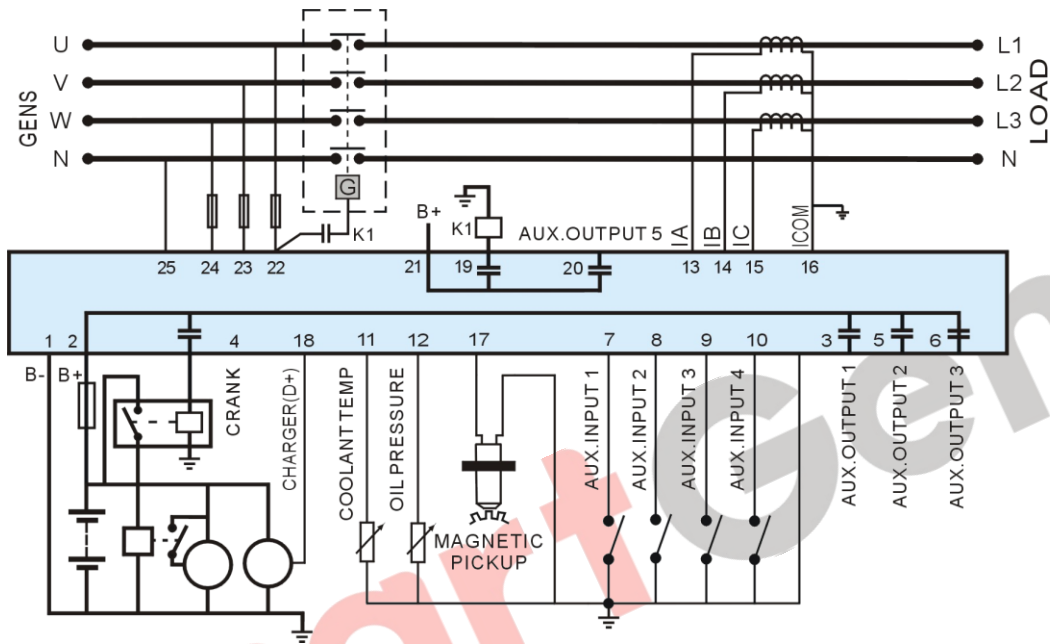 U
V
W
N
GENS
L1
L2
L3
N
LOAD
G
K1
B+
K1
AUX.OUTPUT 5
IA
IB
IC
ICOM
25
24
23
22
21
19
20
13
14
15
16
1
2
4
18
11
12
17
7
8
9
10
3
5
6
B-
B+
CRANK
CHARGER(D+)
COOLANT TEMP
OIL PRESSURE
MAGNETIC
PICKUP
AUX.INPUT 1
AUX.INPUT 2
AUX.INPUT 3
AUX.INPUT 4
AUX.OUTPUT 1
AUX.OUTPUT 2
AUX.OUTPUT 3
art Gen